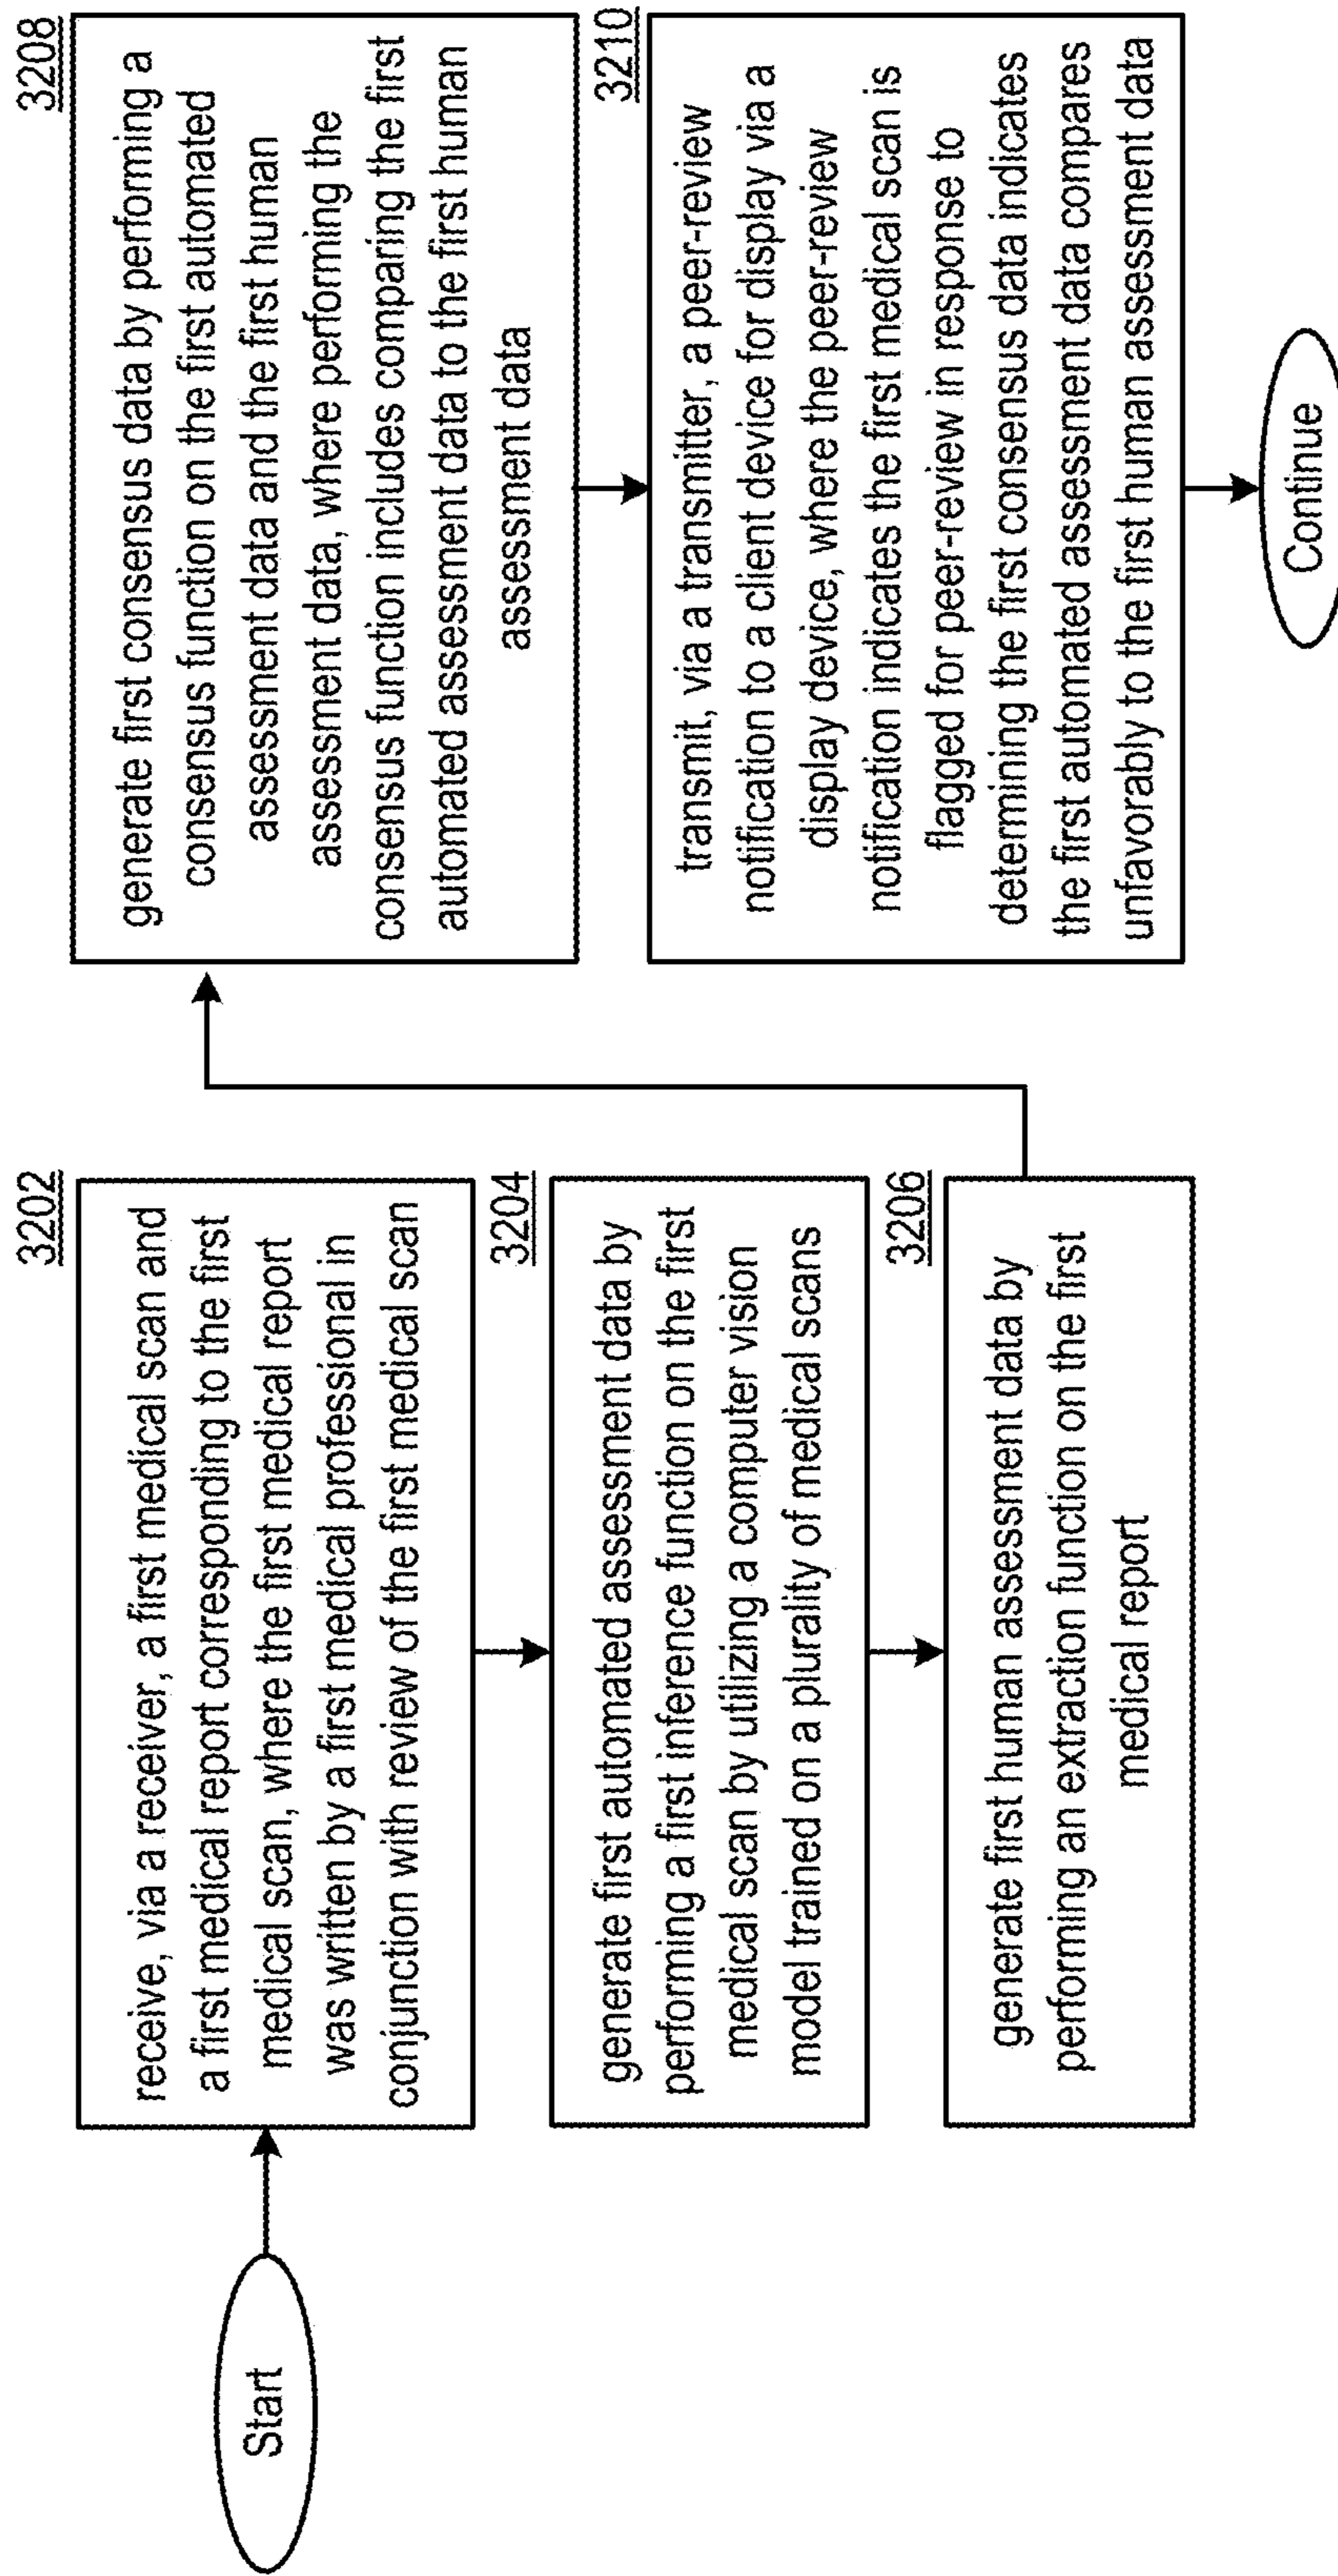 Start
3202
receive, via a receiver, a first medical scan and
a first medical report corresponding to the first
medical scan, where the first medical report
was written by a first medical professional in
conjunction with review of the first medical scan
3204
generate first automated assessment data by
performing a first inference function on the first
medical scan by utilizing a computer vision
model trained on a plurality of medical scans
3206
generate first human assessment data by
performing an extraction function on the first
medical report
3208
generate first consensus data by performing a
consensus function on the first automated
assessment data and the first human
assessment data, where performing the
consensus function includes comparing the first
automated assessment data to the first human
assessment data
3210
transmit, via a transmitter, a peer-review
notification to a client device for display via a
display device, where the peer-review
notification indicates the first medical scan is
flagged for peer-review in response to
determining the first consensus data indicates
the first automated assessment data compares
unfavorably to the first human assessment data
Continue